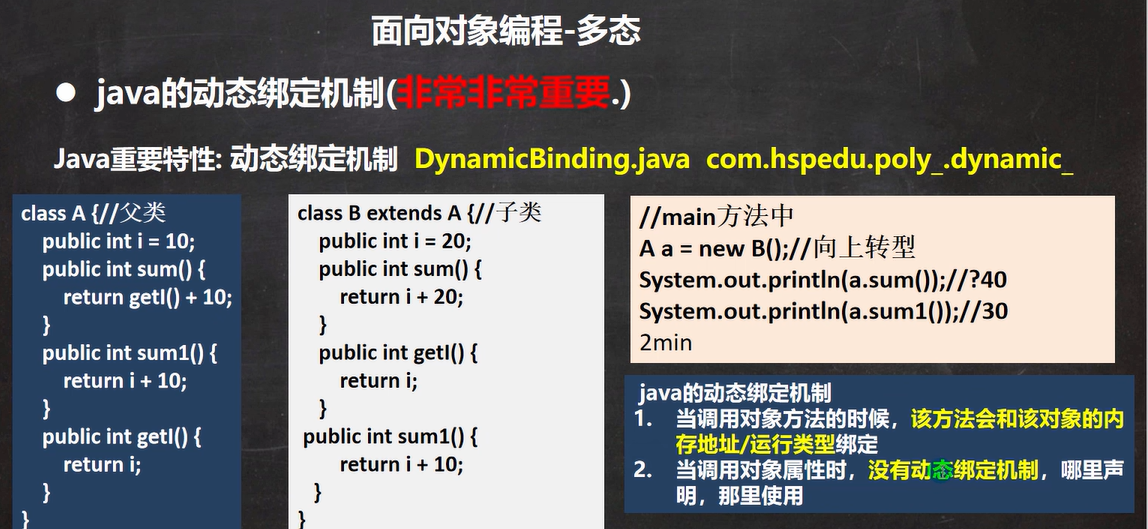 面向对象编程-多态
● java的动态绑定机制(非常非常重要.)
Java重要特性: 动态绑定机制 DynamicBinding.java com.hspedu.poly_.dynamic_
class A {//父类
public int i = 10;
public int sum() {
return getI() + 10;
}
public int sum1() {
return i + 10;
}
public int getI() {
return i;
}
}
class B extends A {//子类
public int i = 20;
public int sum() {
return i + 20;
}
public int getI() {
return i;
}
public int sum1() {
return i + 10;
}
}
//main方法中
A a = new B();//向上转型
System.out.println(a.sum());//?40
System.out.println(a.sum1());//30
2min
java的动态绑定机制
1. 当调用对象方法的时候，该方法会和该对象的内
存地址/运行类型绑定
2. 当调用对象属性时，没有动态绑定机制，哪里声
明，那里使用